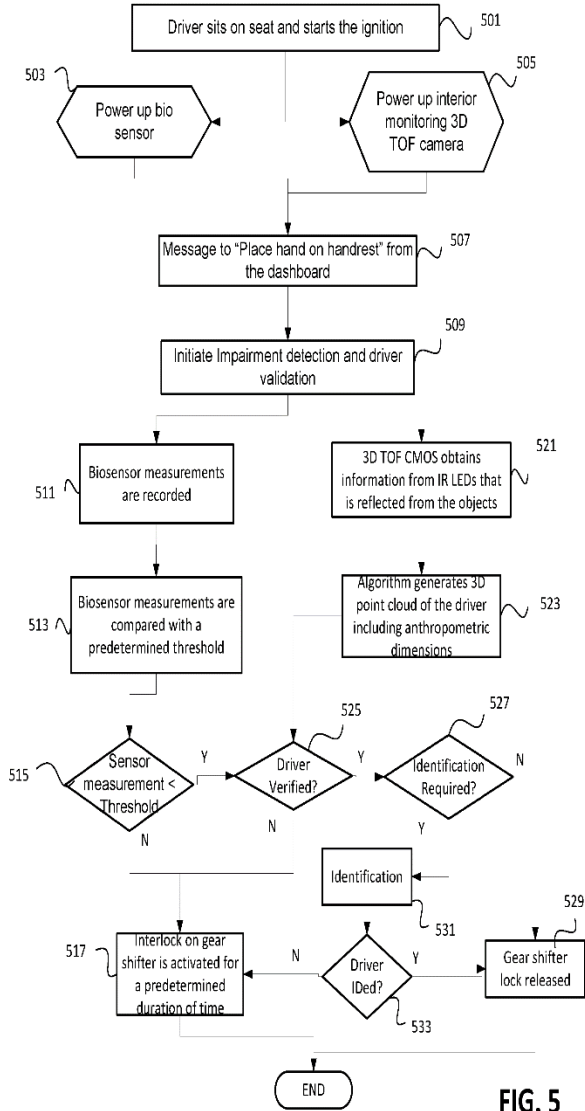 Driver sits on seat and starts the ignition
501
503
505
Power up bio
sensor
Power up interior
monitoring 3D
TOF camera
Message to “Place hand on handrest” from
the dashboard
507
509
Initiate Impairment detection and driver
validation
511
Biosensor measurements
are recorded
3D TOF CMOS obtains
information from IR LEDs that
is reflected from the objects
521
513
Biosensor measurements are
compared with a
predetermined threshold
Algorithm generates 3D
point cloud of the driver
including anthropometric
dimensions
523
525
527
515
Sensor
measurement <
Threshold
Y
N
Driver
Verified?
Y
N
Identification
Required?
N
Y
Identification
531
529
517
Interlock on gear
shifter is activated for
a predetermined
duration of time
N
Driver
IDed?
Y
533
Gear shifter
lock released
END
FIG. 5